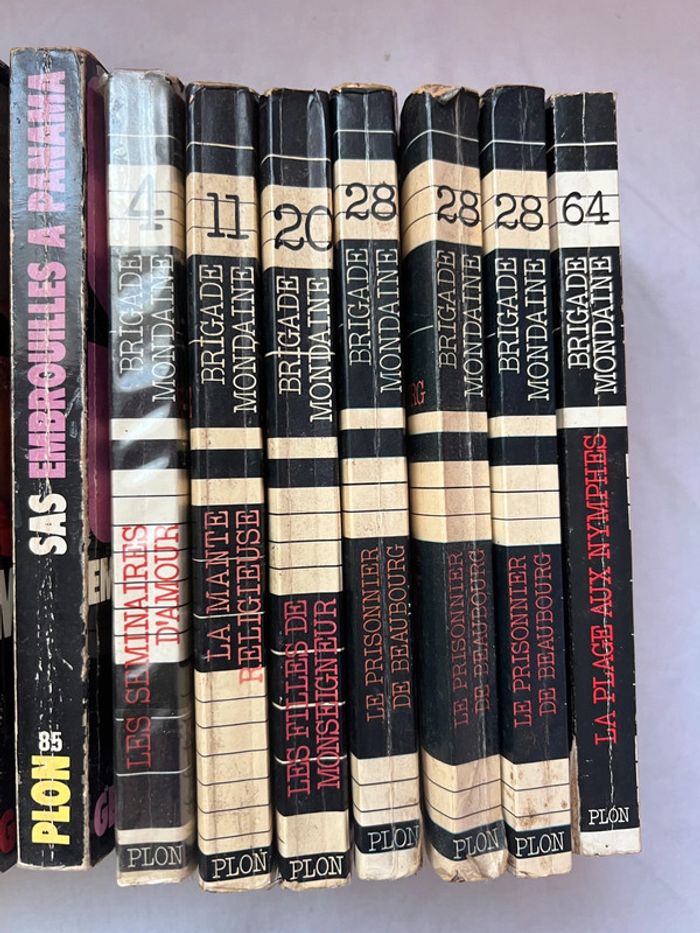 SAS EMBROUILLES A PANAMA
85
PLON
4
BRIGADE
MONDAINE
LES SEMINAIRES
D'AMOUR
PLON
11
BRIGADE
MONDAINE
LA MANTE
RELIGIEUSE
PLON
20
BRIGADE
MONDAINE
LES FILLES DE
MONSEIGNEUR
PLON
28
BRIGADE
MONDAINE
LE PRISONNIER
DE BEAUBOURG
PLON
28
BRIGADE
MONDAINE
LE PRISONNIER
DE BEAUBOURG
PLON
28
BRIGADE
MONDAINE
LE PRISONNIER
DE BEAUBOURG
PLON
64
BRIGADE
MONDAINE
LA PLAGE AUX NYMPHES
PLON